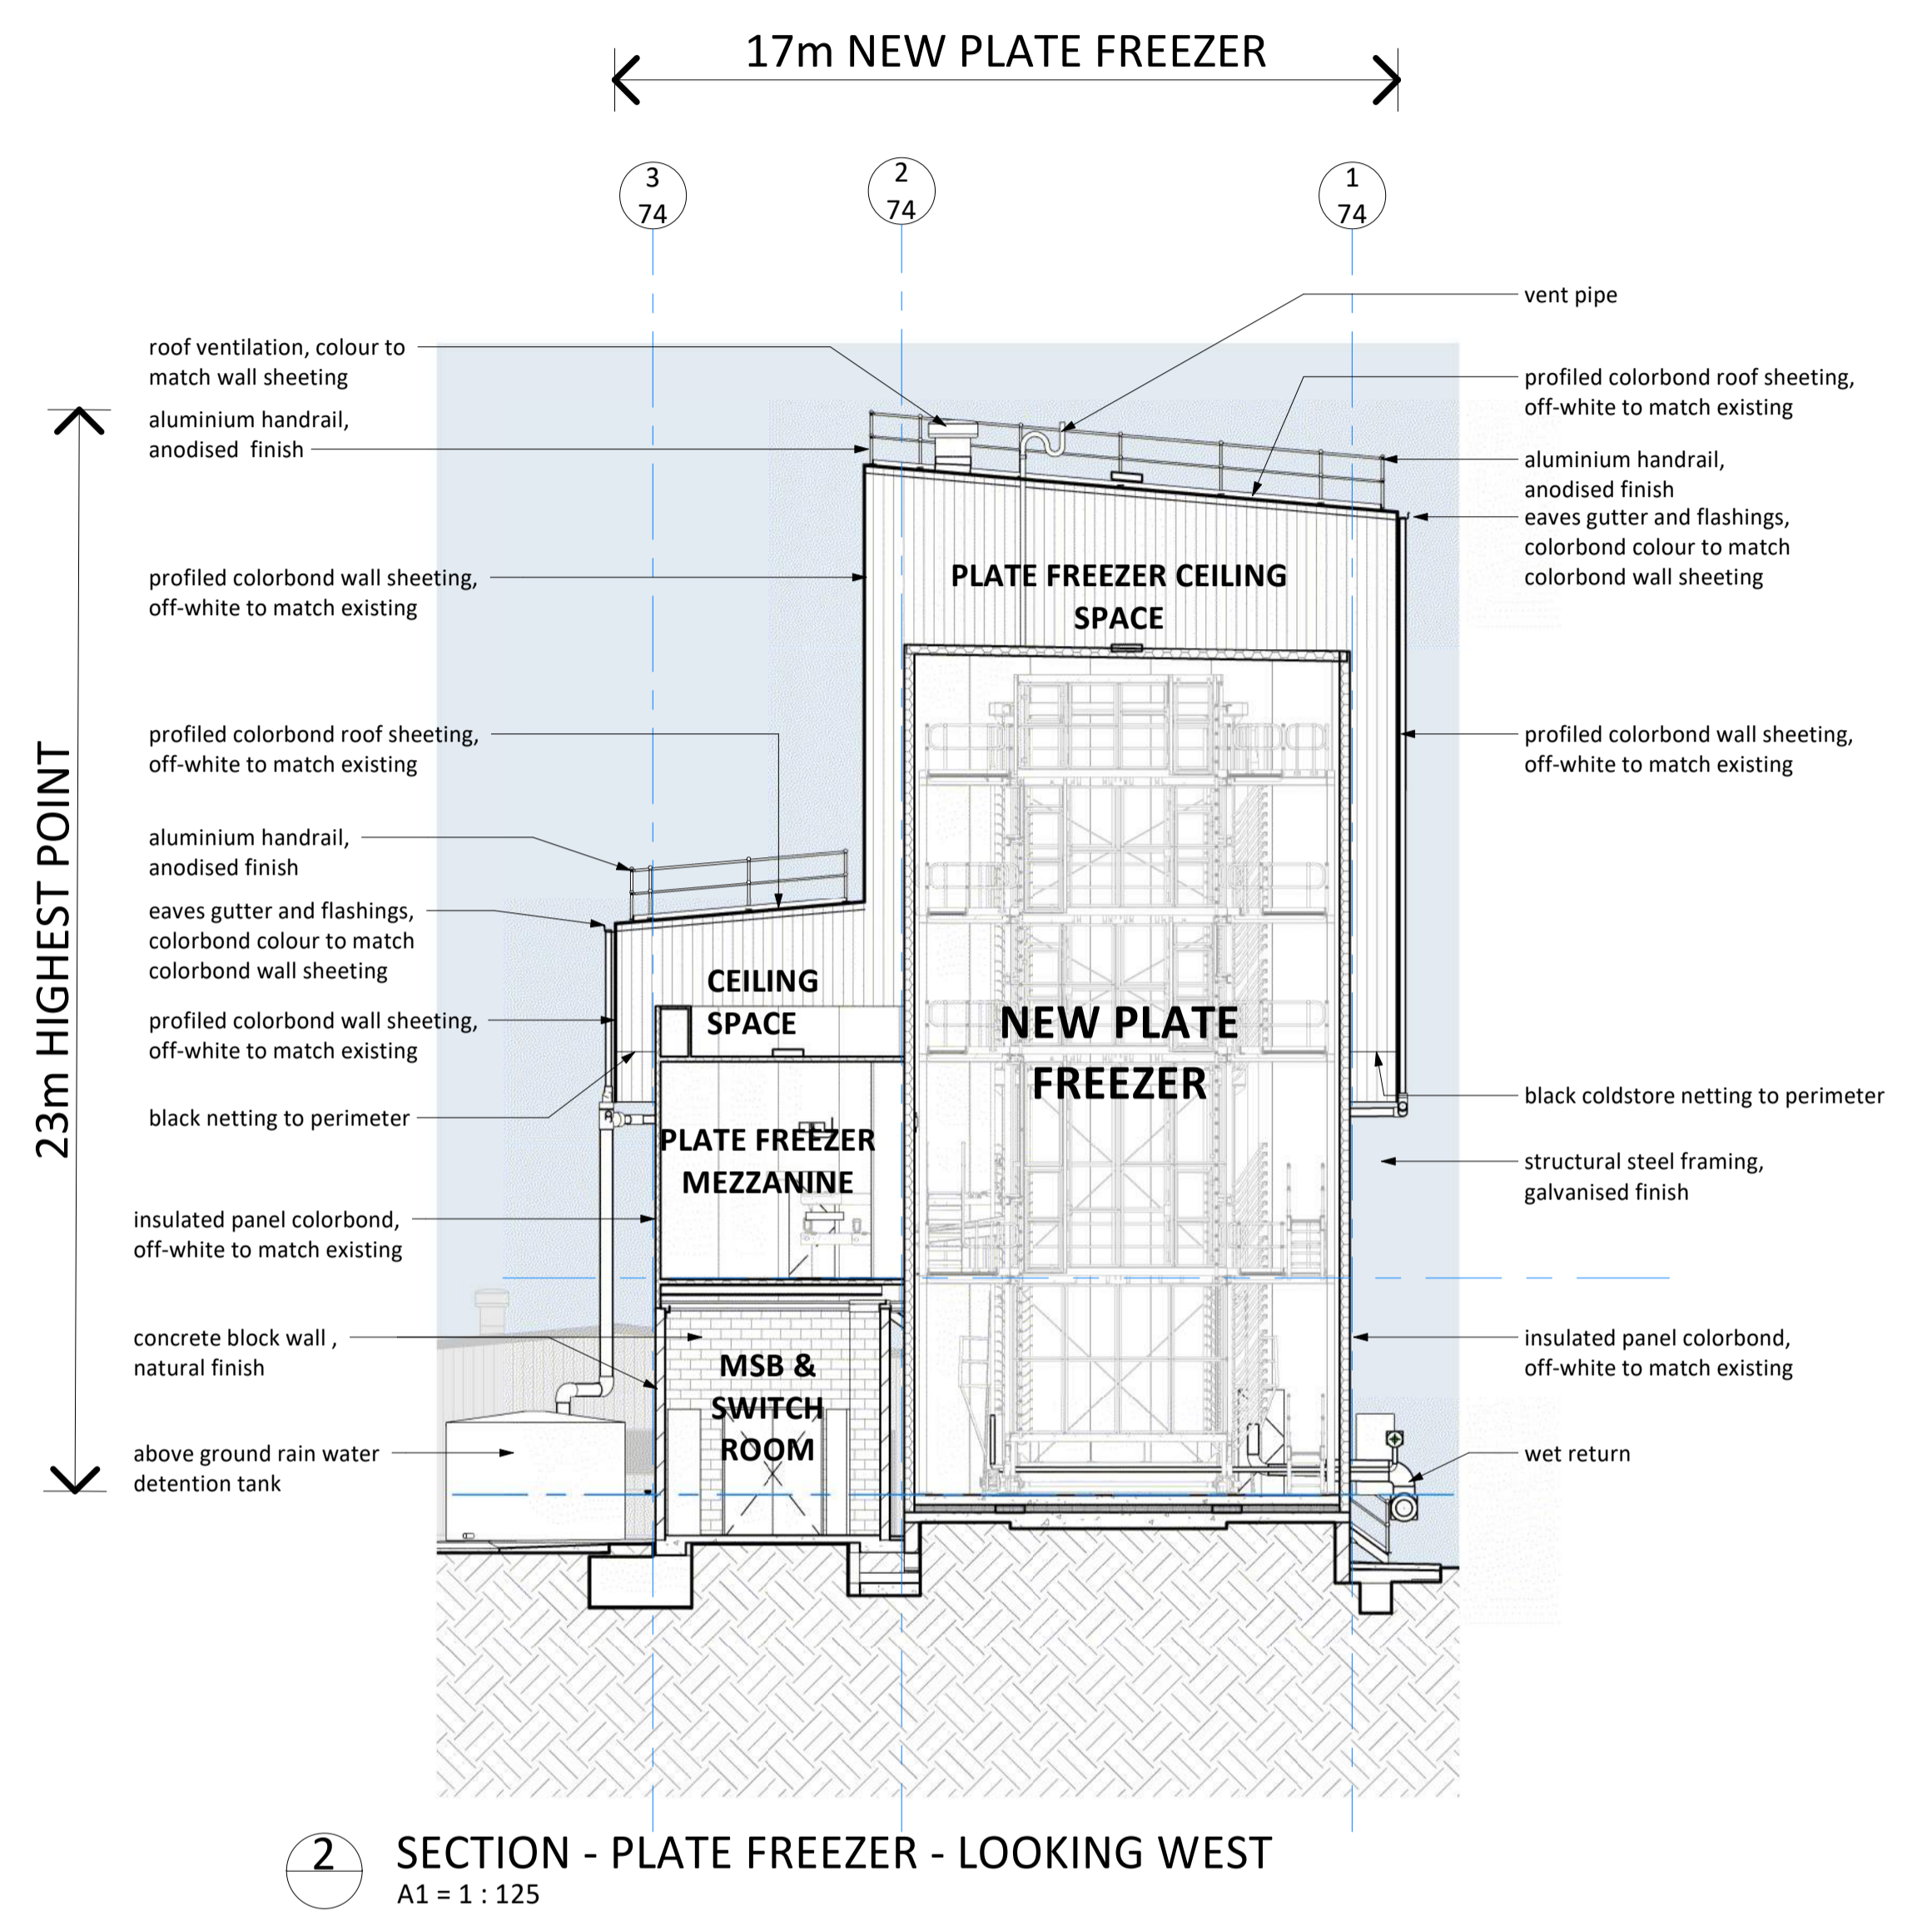 17m NEW PLATE FREEZER
3
74
2
74
1
74
23m HIGHEST POINT
roof ventilation, colour to
match wall sheeting
aluminium handrail,
anodised finish
profiled colorbond wall sheeting,
off-white to match existing
profiled colorbond roof sheeting,
off-white to match existing
aluminium handrail,
anodised finish
eaves gutter and flashings,
colorbond colour to match
colorbond wall sheeting
profiled colorbond wall sheeting,
off-white to match existing
black netting to perimeter
insulated panel colorbond,
off-white to match existing
concrete block wall ,
natural finish
above ground rain water
detention tank
PLATE FREEZER CEILING
SPACE
CEILING
SPACE
NEW PLATE
FREEZER
PLATE FREEZER
MEZZANINE
MSB &
SWITCH
ROOM
vent pipe
profiled colorbond roof sheeting,
off-white to match existing
aluminium handrail,
anodised finish
eaves gutter and flashings,
colorbond colour to match
colorbond wall sheeting
profiled colorbond wall sheeting,
off-white to match existing
black coldstore netting to perimeter
structural steel framing,
galvanised finish
insulated panel colorbond,
off-white to match existing
wet return
2
SECTION - PLATE FREEZER - LOOKING WEST
A1 = 1 : 125